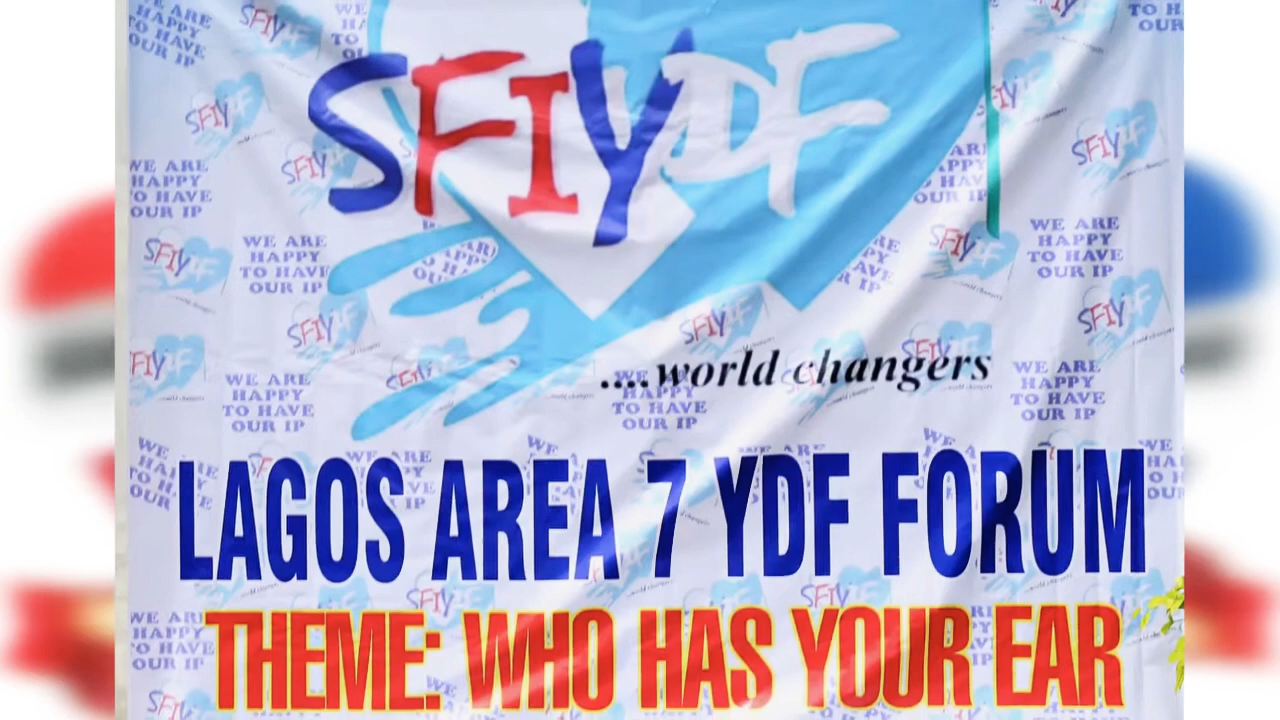 SFIYDF
....world changers
LAGOS AREA 7 YDF FORUM
THEME: WHO HAS YOUR EAR
WE ARE
HAPPY
TO HAVE
OUR IP